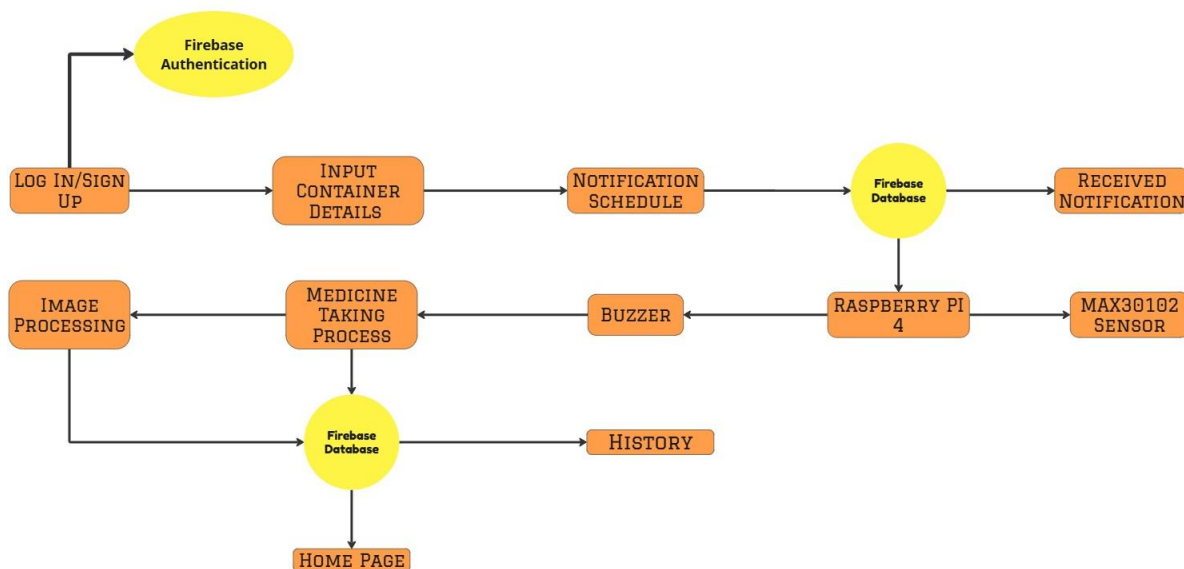 Firebase
Authentication
Log In/Sign
Up
Input
Container
Details
Notification
Schedule
Firebase
Database
Received
Notification
Image
Processing
Medicine
Taking
Process
Buzzer
Raspberry Pi
4
MAX30102
Sensor
Firebase
Database
History
Home Page